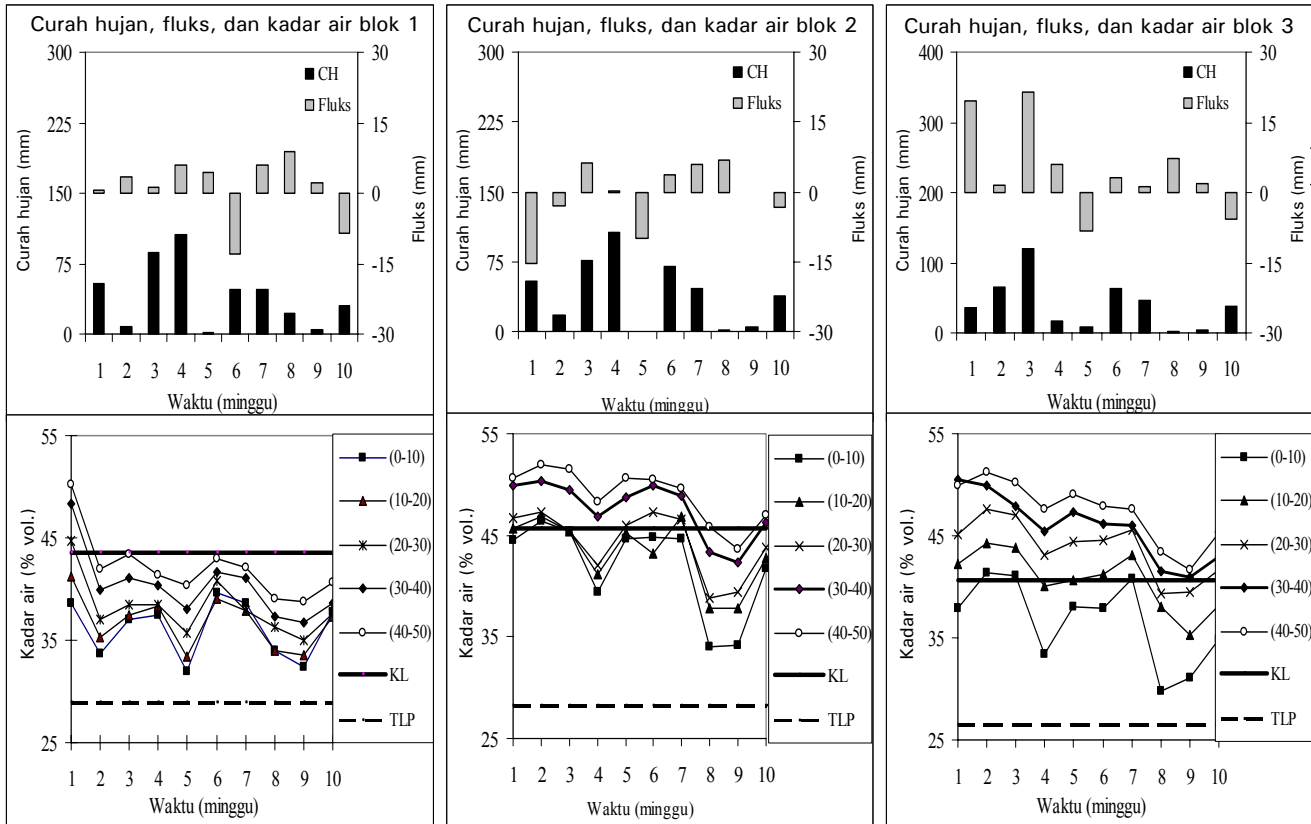 Curah hujan, fluks, dan kadar air blok 1
300
225
150
75
0
30
15
0
-15
-30
CH
Fluks
Curah hujan (mm)
Fluks (mm)
1 2 3 4 5 6 7 8 9 10
Waktu (minggu)
Curah hujan, fluks, dan kadar air blok 2
300
225
150
75
0
30
15
0
-15
-30
CH
Fluks
Curah hujan (mm)
Fluks (mm)
1 2 3 4 5 6 7 8 9 10
Waktu (minggu)
Curah hujan, fluks, dan kadar air blok 3
400
300
200
100
0
30
15
0
-15
-30
CH
Fluks
Curah hujan (mm)
Fluks (mm)
1 2 3 4 5 6 7 8 9 10
Waktu (minggu)
55
45
35
25
Kadar air (% vol.)
1 2 3 4 5 6 7 8 9 10
Waktu (minggu)
(0-10)
(10-20)
(20-30)
(30-40)
(40-50)
KL
TLP
55
45
35
25
Kadar air (% vol.)
1 2 3 4 5 6 7 8 9 10
Waktu (minggu)
(0-10)
(10-20)
(20-30)
(30-40)
(40-50)
KL
TLP
55
45
35
25
Kadar air (% vol.)
1 2 3 4 5 6 7 8 9 10
Waktu (minggu)
(0-10)
(10-20)
(20-30)
(30-40)
(40-50)
KL
TLP